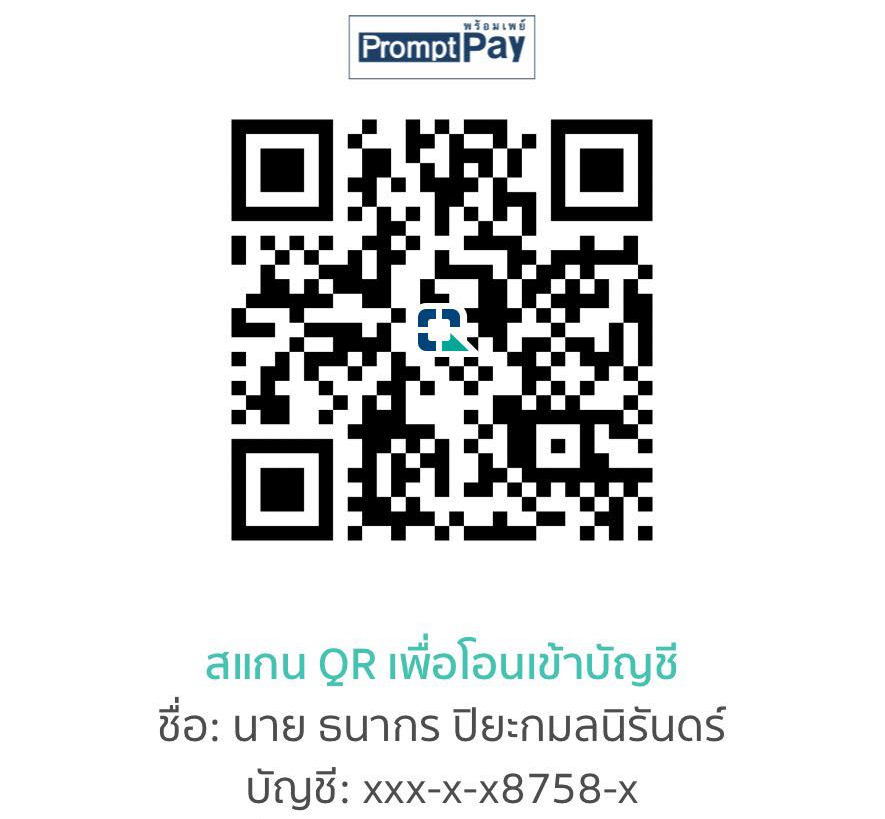 พร้อมเพย์
PromptPay
สแกน QR เพื่อโอนเข้าบัญชี
ชื่อ: นาย ธนากร ปิยะกมลนิรันดร์
บัญชี: xxx-x-x8758-x